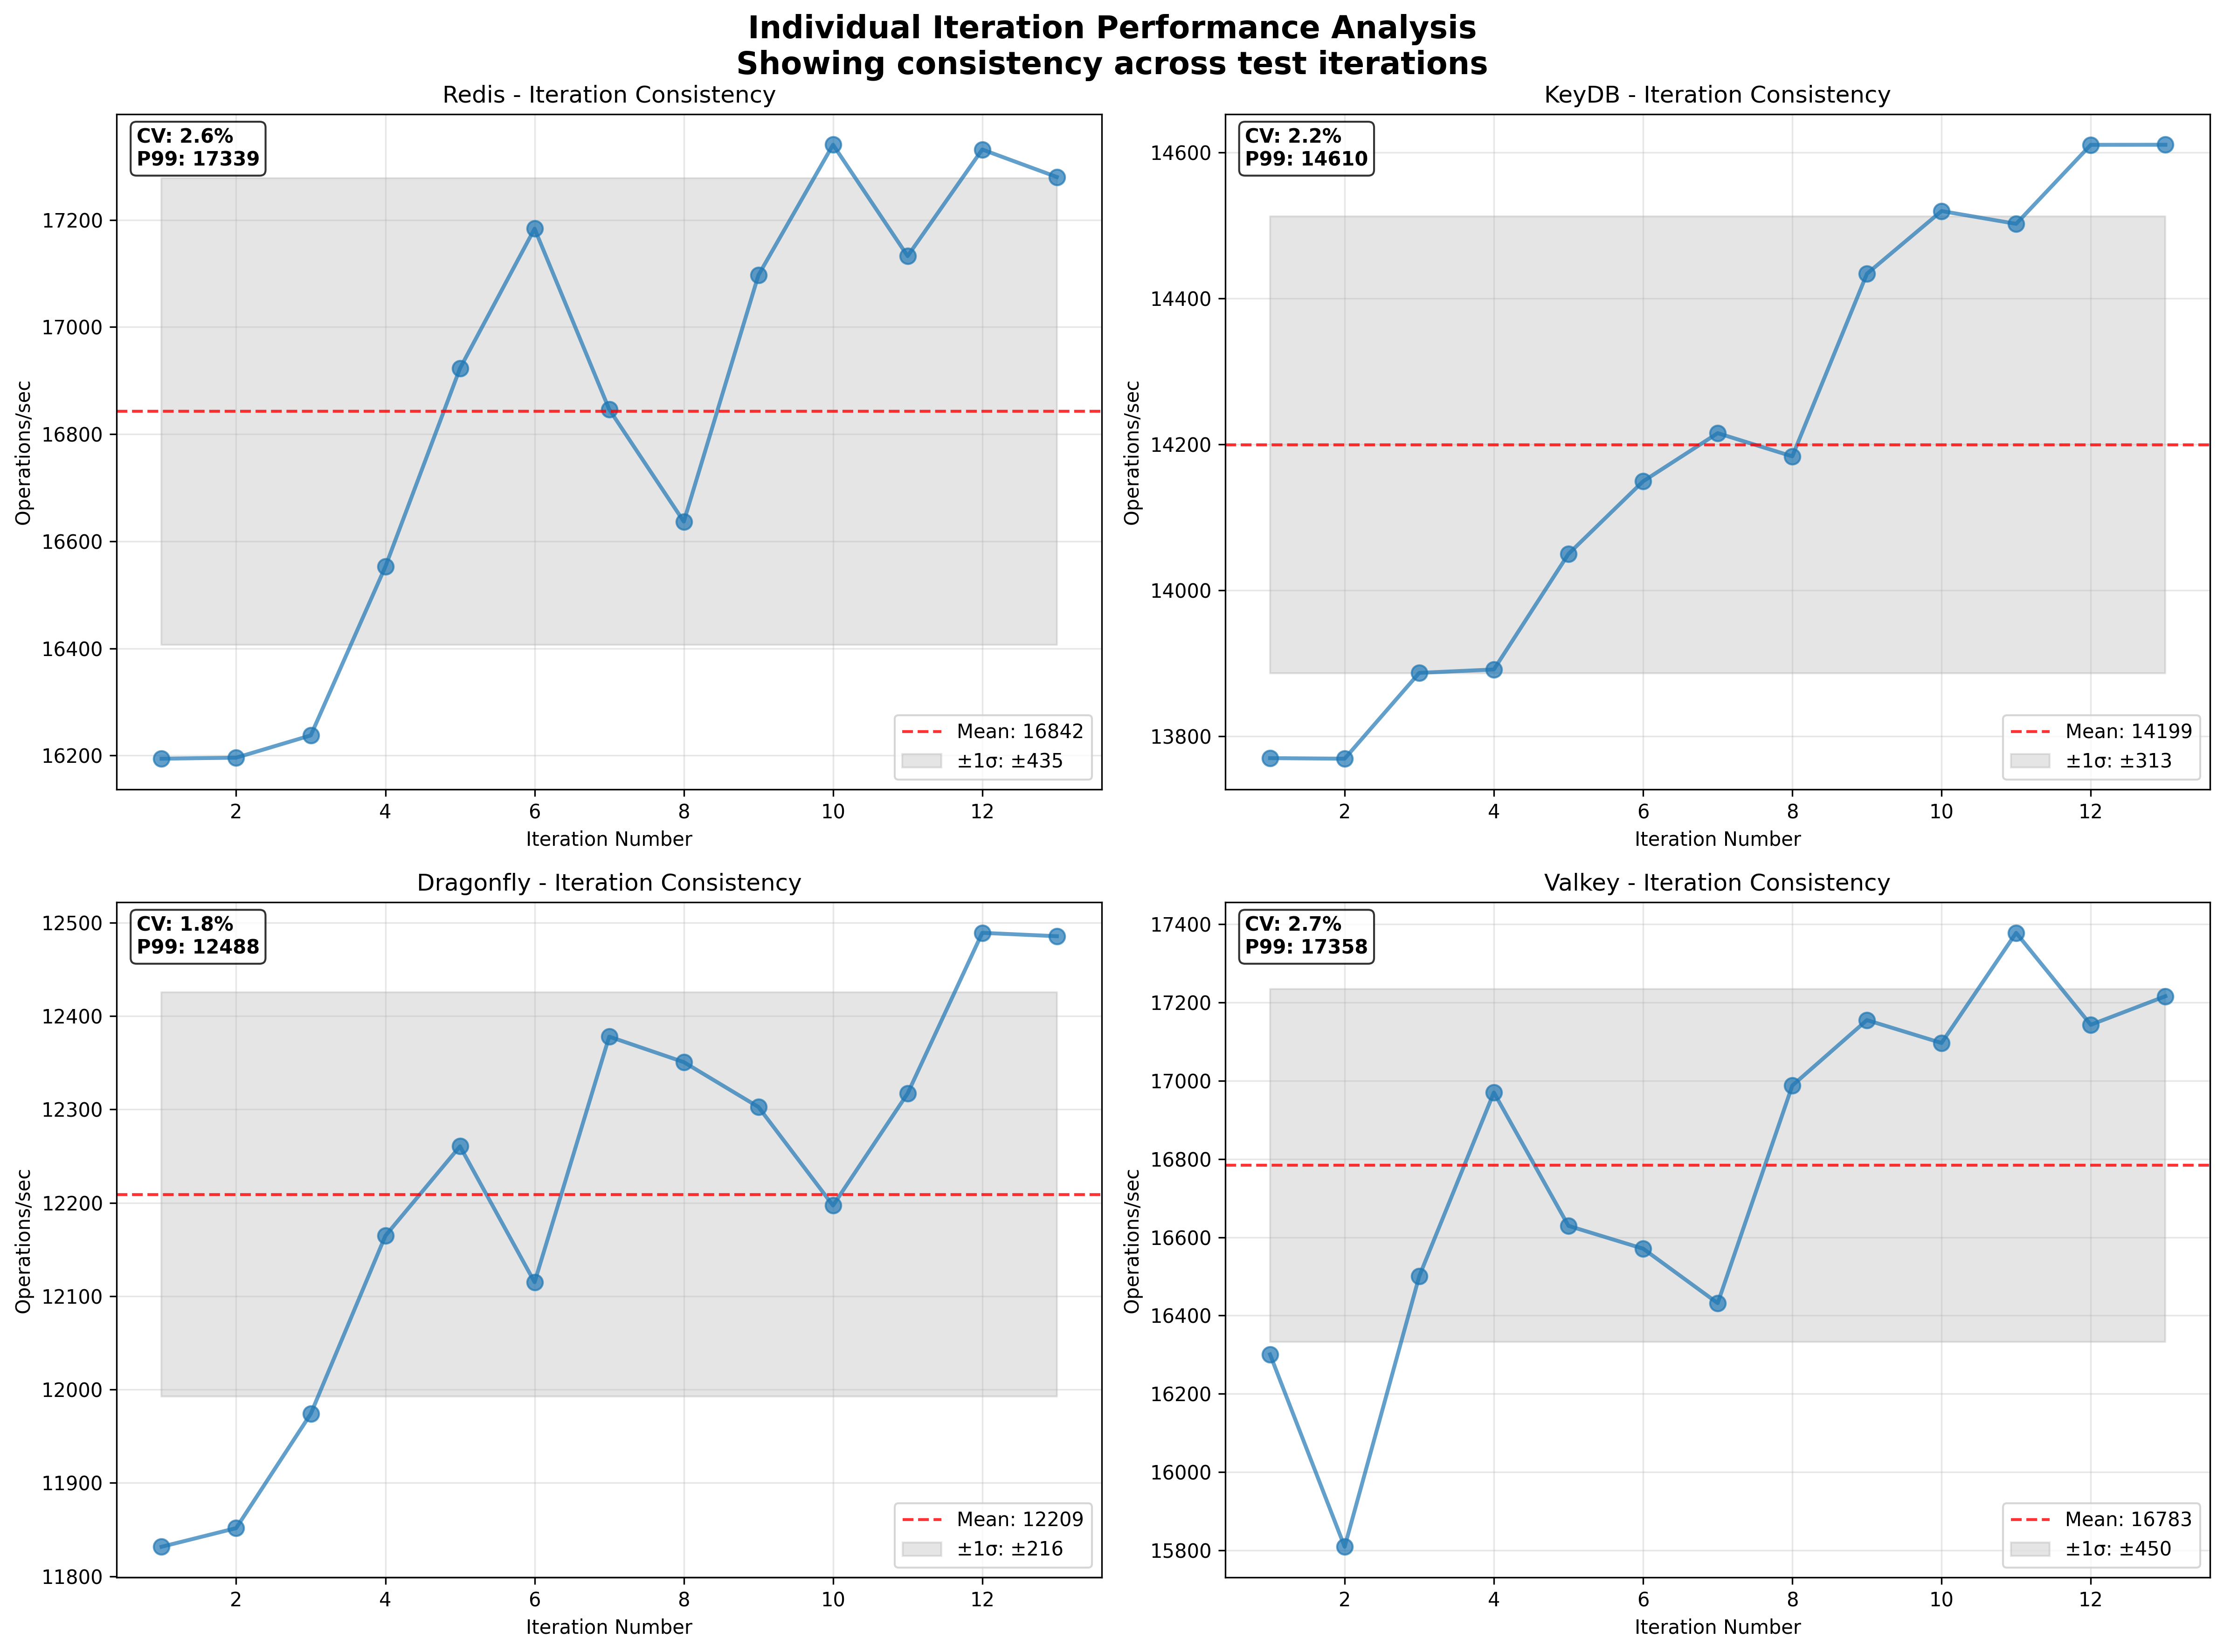 Individual Iteration Performance Analysis
Showing consistency across test iterations
Redis - Iteration Consistency
CV: 2.6%
P99: 17339
17200
17000
16800
16600
16400
16200
Operations/sec
Mean: 16842
±1σ: ±435
2 4 6 8 10 12
Iteration Number
KeyDB - Iteration Consistency
CV: 2.2%
P99: 14610
14600
14400
14200
14000
13800
Operations/sec
Mean: 14199
±1σ: ±313
2 4 6 8 10 12
Iteration Number
Dragonfly - Iteration Consistency
CV: 1.8%
P99: 12488
12500
12400
12300
12200
12100
12000
11900
11800
Operations/sec
Mean: 12209
±1σ: ±216
2 4 6 8 10 12
Iteration Number
Valkey - Iteration Consistency
CV: 2.7%
P99: 17358
17400
17200
17000
16800
16600
16400
16200
16000
15800
Operations/sec
Mean: 16783
±1σ: ±450
2 4 6 8 10 12
Iteration Number